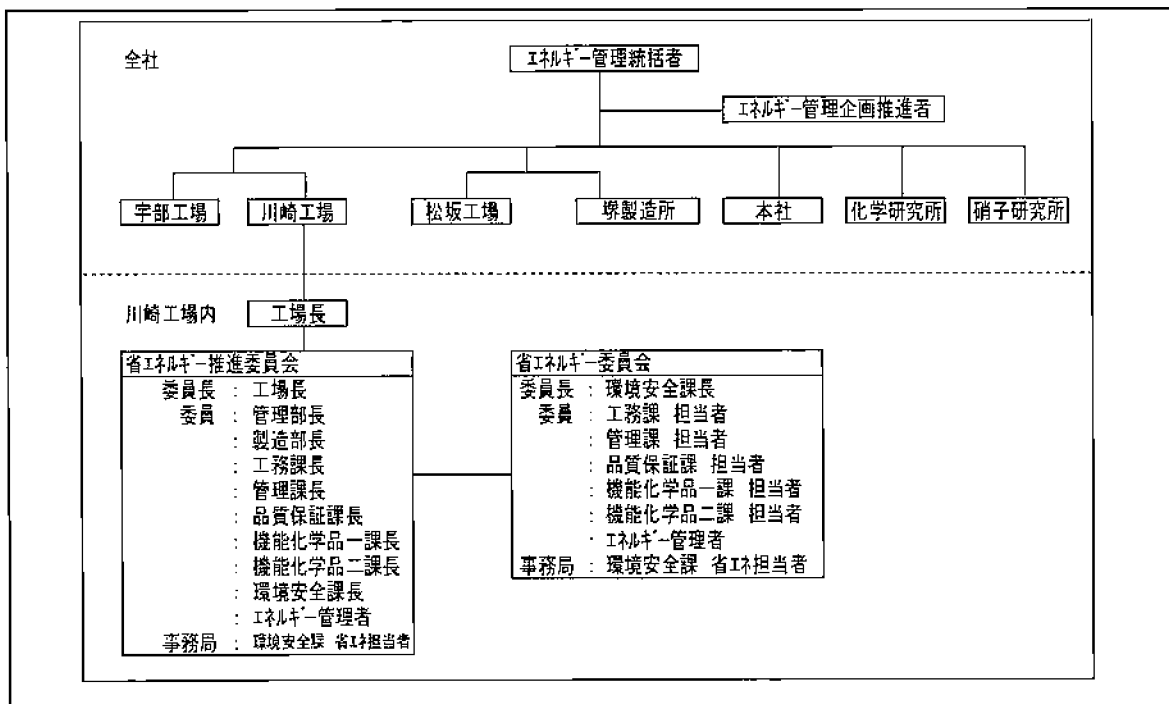 全社
エネルギー管理統括者
エネルギー管理企画推進者
宇部工場 川崎工場 松坂工場 堺製造所 本社 化学研究所 硝子研究所
川崎工場内 工場長
省エネルギー推進委員会
委員長 : 工場長
委員 : 管理部長
: 製造部長
: 工務課長
: 管理課長
: 品質保証課長
: 機能化学品一課長
: 機能化学品二課長
: 環境安全課長
: エネルギー管理者
事務局 : 環境安全課 省エネ担当者
省エネルギー委員会
委員長 : 環境安全課長
委員 : 工務課 担当者
: 管理課 担当者
: 品質保証課 担当者
: 機能化学品一課 担当者
: 機能化学品二課 担当者
: エネルギー管理者
事務局 : 環境安全課 省エネ担当者